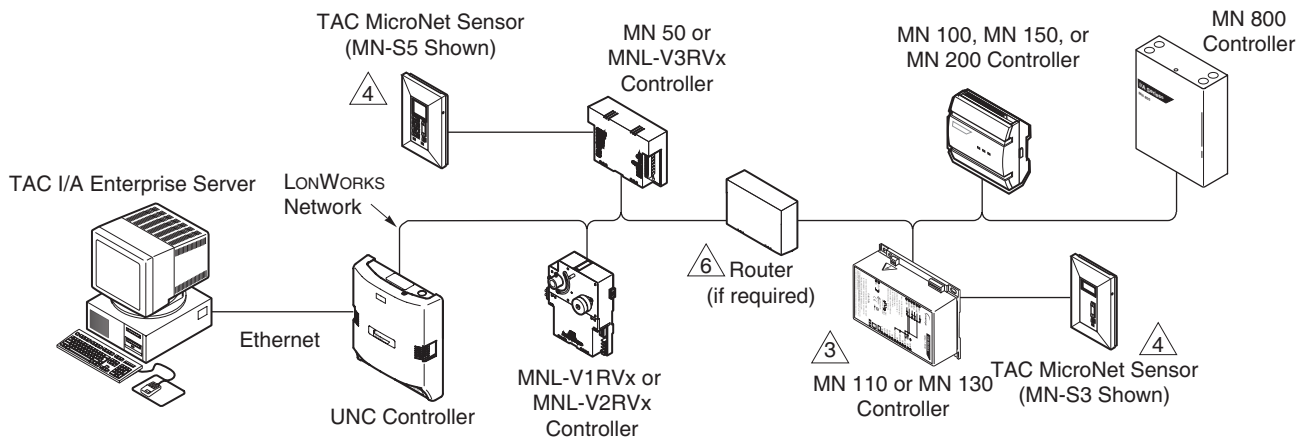 TAC MicroNet Sensor
(MN-S5 Shown)
4
MN 50 or
MNL-V3RVx
Controller
MN 100, MN 150, or
MN 200 Controller
MN 800
Controller
TAC I/A Enterprise Server
LONWORKS
Network
6
Router
(if required)
Ethernet
UNC Controller
MNL-V1RVx or
MNL-V2RVx
Controller
3
MN 110 or MN 130
Controller
4
TAC MicroNet Sensor
(MN-S3 Shown)